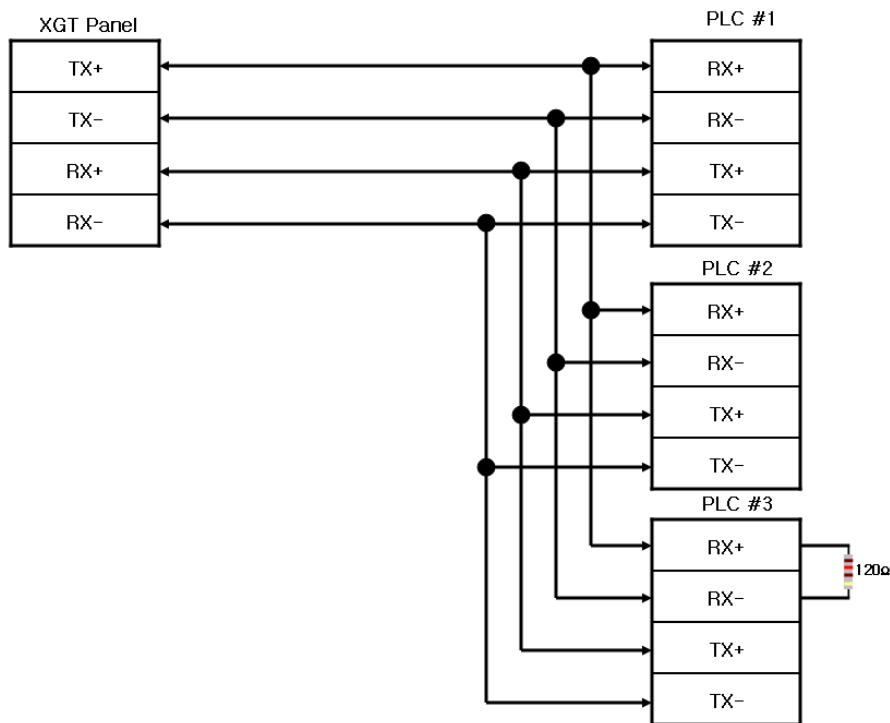 XGT Panel
TX+
TX-
RX+
RX-
PLC #1
RX+
RX-
TX+
TX-
PLC #2
RX+
RX-
TX+
TX-
PLC #3
RX+
RX-
TX+
TX-
120Ω